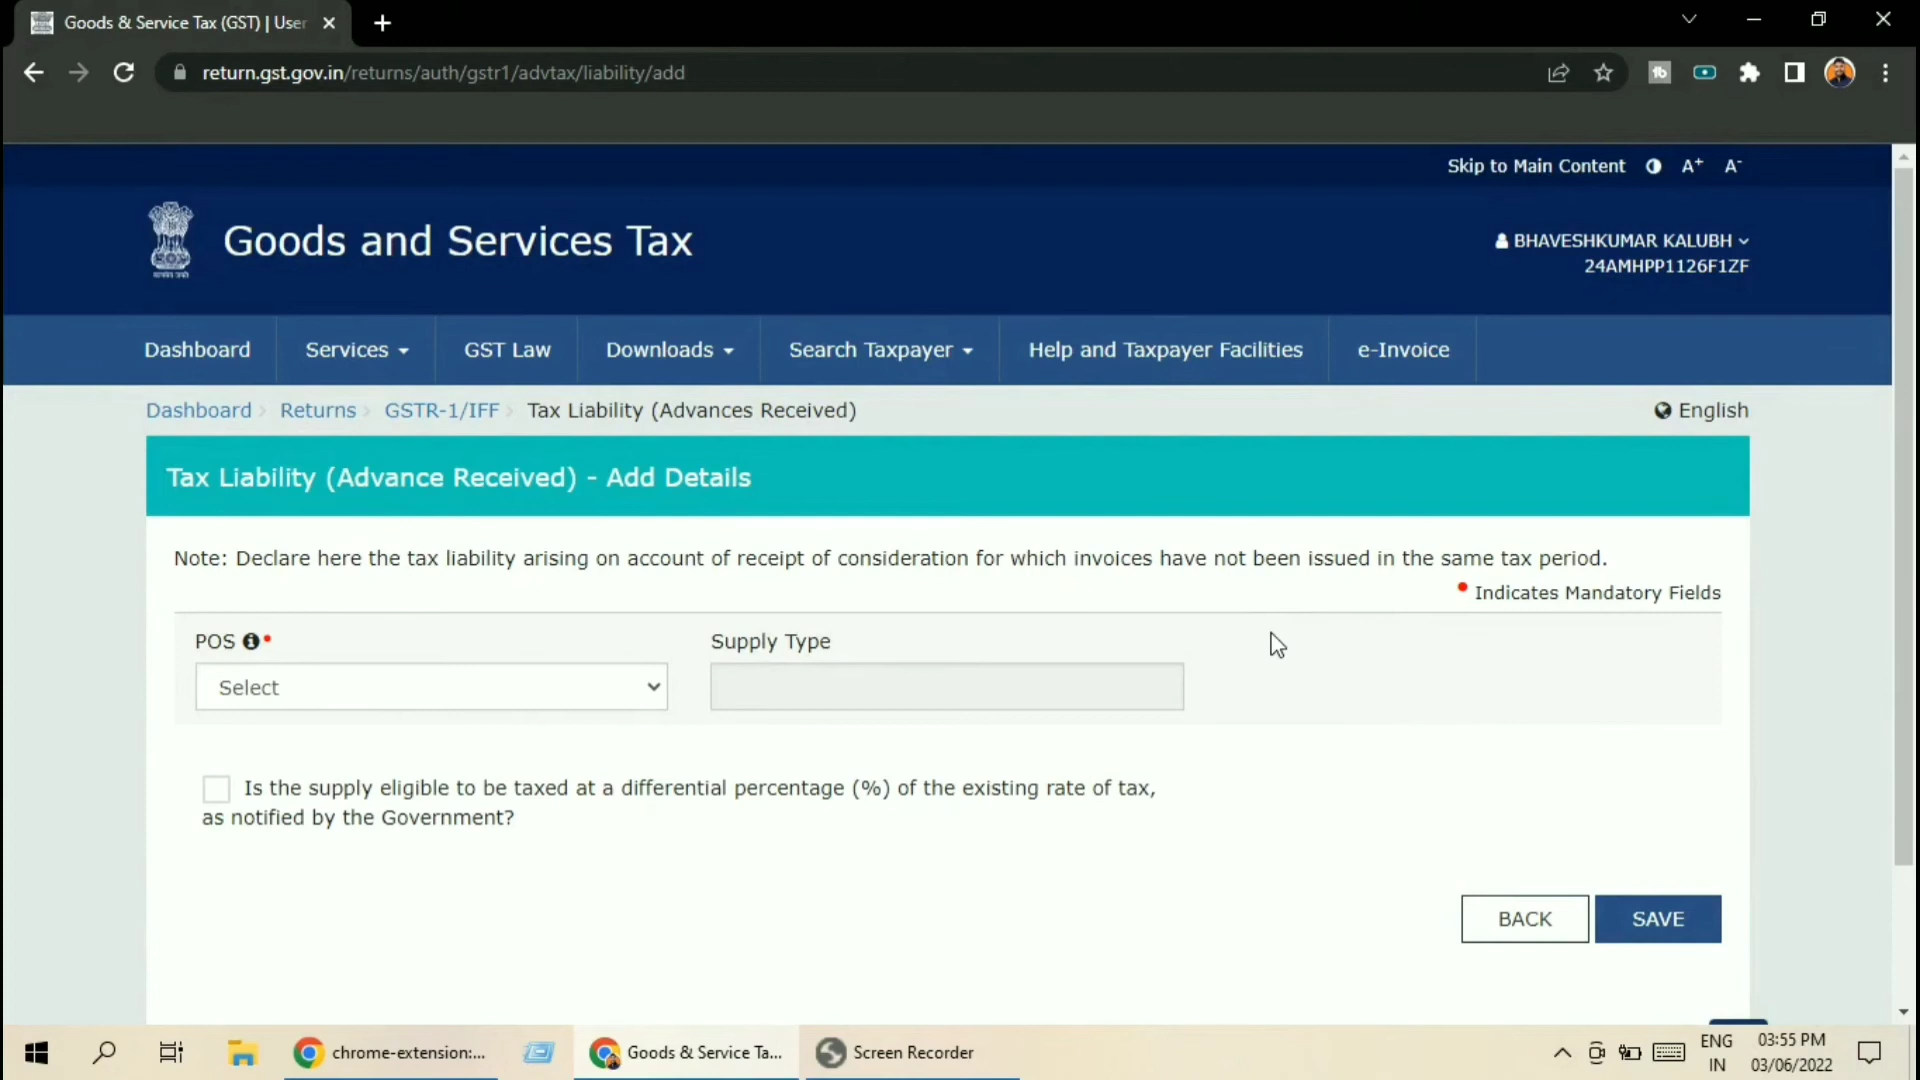 Goods & Service Tax (GST) | User
return.gst.gov.in/returns/auth/gstr1/advtax/liability/add
Skip to Main Content A+ A-
Goods and Services Tax
BHAVESHKUMAR KALUBH
24AMHPP1126F1ZF
Dashboard Services GST Law Downloads Search Taxpayer Help and Taxpayer Facilities e-Invoice
Dashboard Returns GSTR-1/IFF Tax Liability (Advances Received) English
Tax Liability (Advance Received) - Add Details
Note: Declare here the tax liability arising on account of receipt of consideration for which invoices have not been issued in the same tax period.
• Indicates Mandatory Fields
POS • Supply Type
Select
Is the supply eligible to be taxed at a differential percentage (%) of the existing rate of tax,
as notified by the Government?
BACK SAVE
chrome-extension:... Goods & Service Ta... Screen Recorder
ENG 03:55 PM
IN 03/06/2022